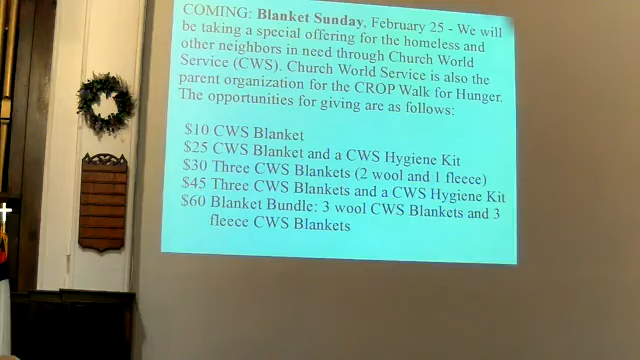 COMING: Blanket Sunday, February 25 - We will
be taking a special offering for the homeless and
other neighbors in need through Church World
Service (CWS). Church World Service is also the
parent organization for the CROP Walk for Hunger.
The opportunities for giving are as follows:
$10 CWS Blanket
$25 CWS Blanket and a CWS Hygiene Kit
$30 Three CWS Blankets (2 wool and 1 fleece)
$45 Three CWS Blankets and a CWS Hygiene Kit
$60 Blanket Bundle: 3 wool CWS Blankets and 3
fleece CWS Blankets